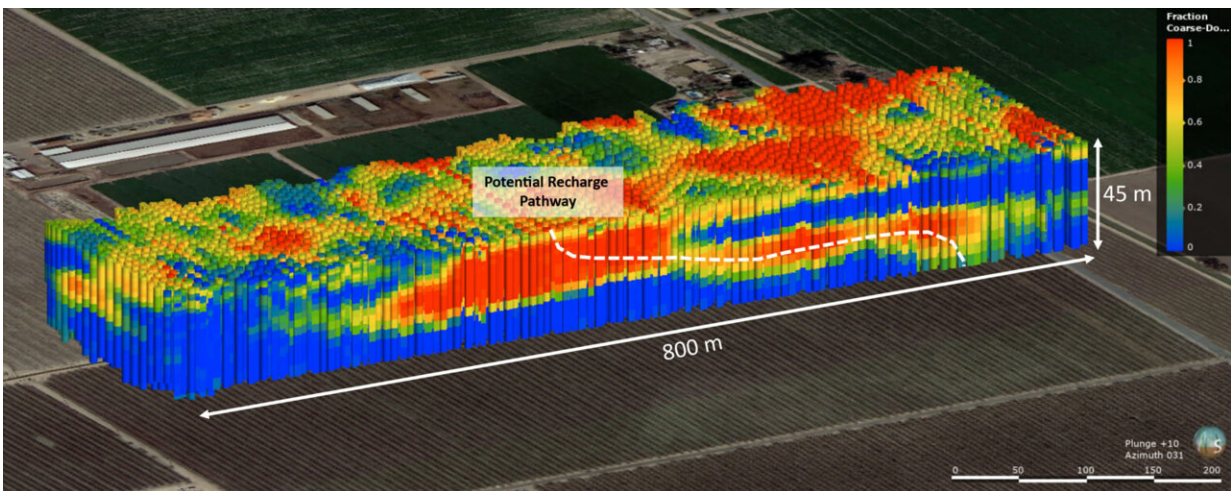 Fraction
Coarse-Do...
1
0.8
0.6
0.4
0.2
0
Potential Recharge
Pathway
45 m
800 m
Plunge +10
Azimuth 031
S
0 50 100 150 200